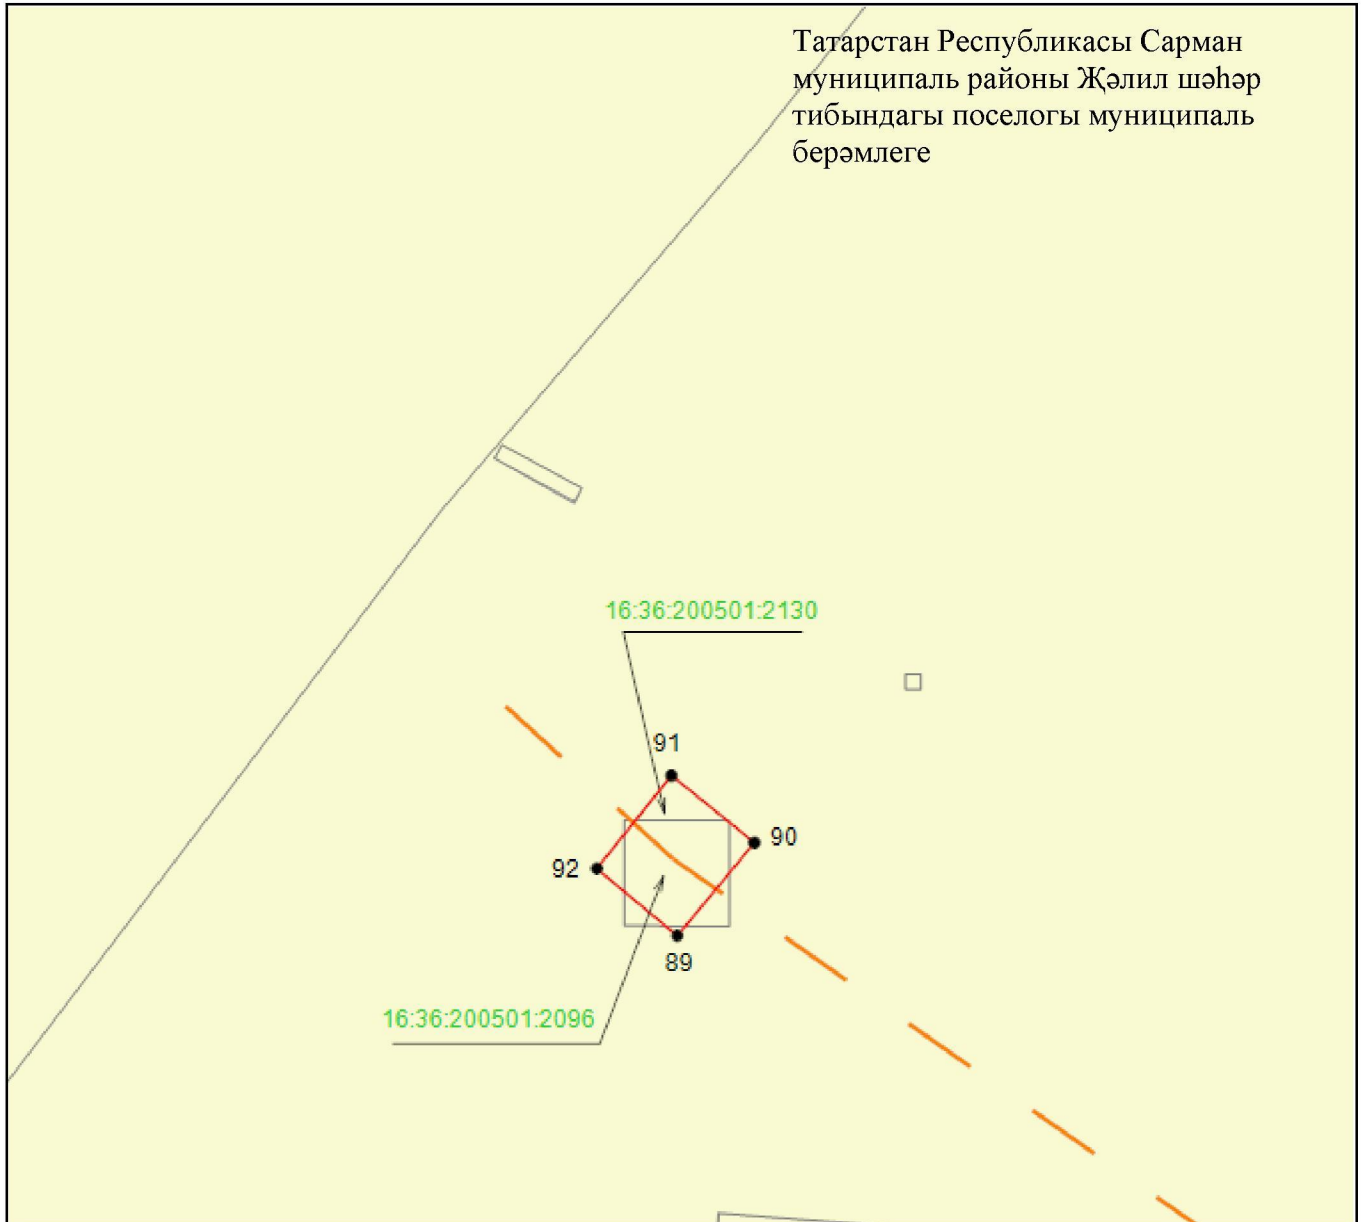 Татарстан Республикасы Сарман
муниципаль районы Җәлил шәһәр
тибындагы поселогы муниципаль
берәмлеге
16:36:200501:2130
91
90
92
89
16:36:200501:2096